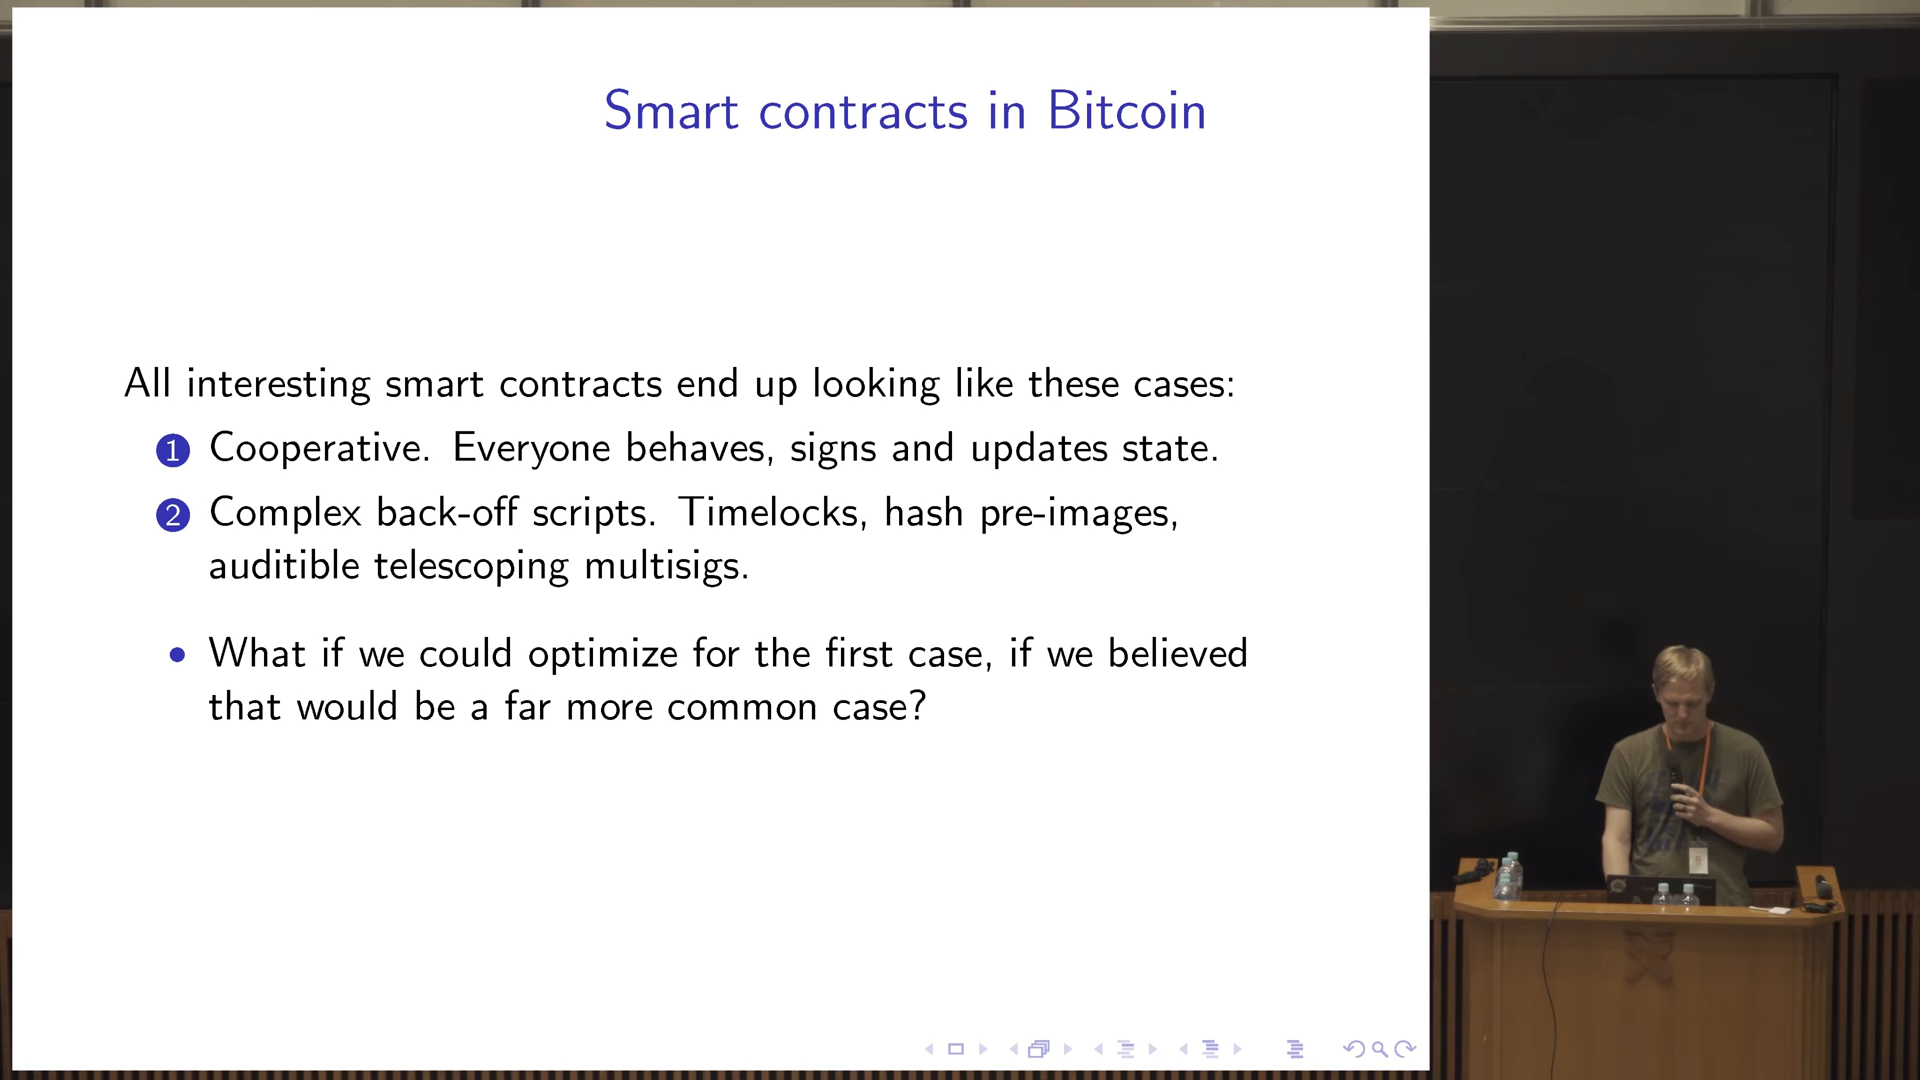 Smart contracts in Bitcoin
All interesting smart contracts end up looking like these cases:
1 Cooperative. Everyone behaves, signs and updates state.
2 Complex back-off scripts. Timelocks, hash pre-images,
auditible telescoping multisigs.
• What if we could optimize for the first case, if we believed
that would be a far more common case?